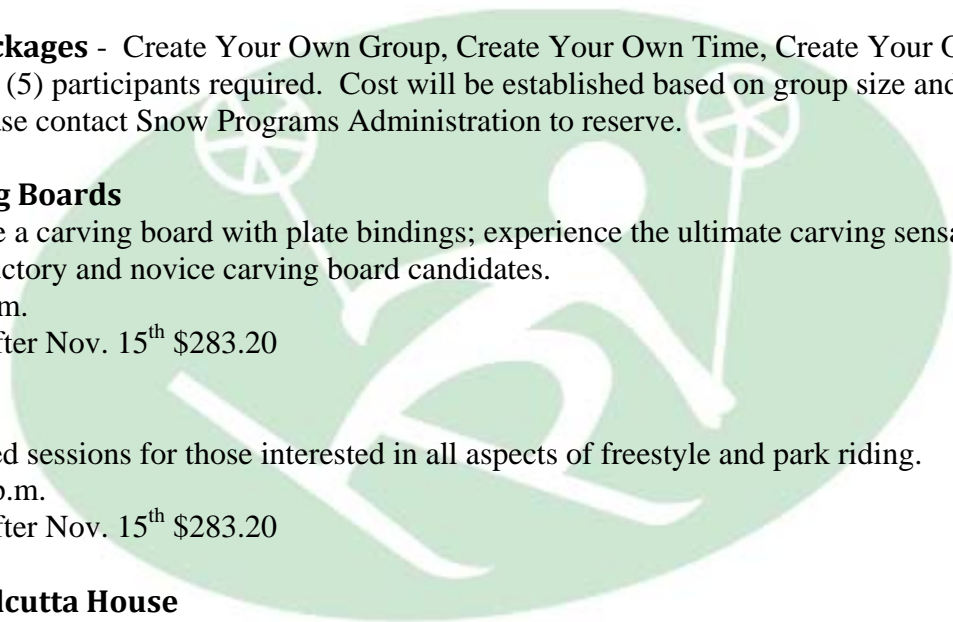 ckages - Create Your Own Group, Create Your Own Time, Create Your O
(5) participants required. Cost will be established based on group size and
se contact Snow Programs Administration to reserve.
g Boards
e a carving board with plate bindings; experience the ultimate carving sensa
uctory and novice carving board candidates.
m.
fter Nov. 15th $283.20
ed sessions for those interested in all aspects of freestyle and park riding.
p.m.
fter Nov. 15th $283.20
lcutta House